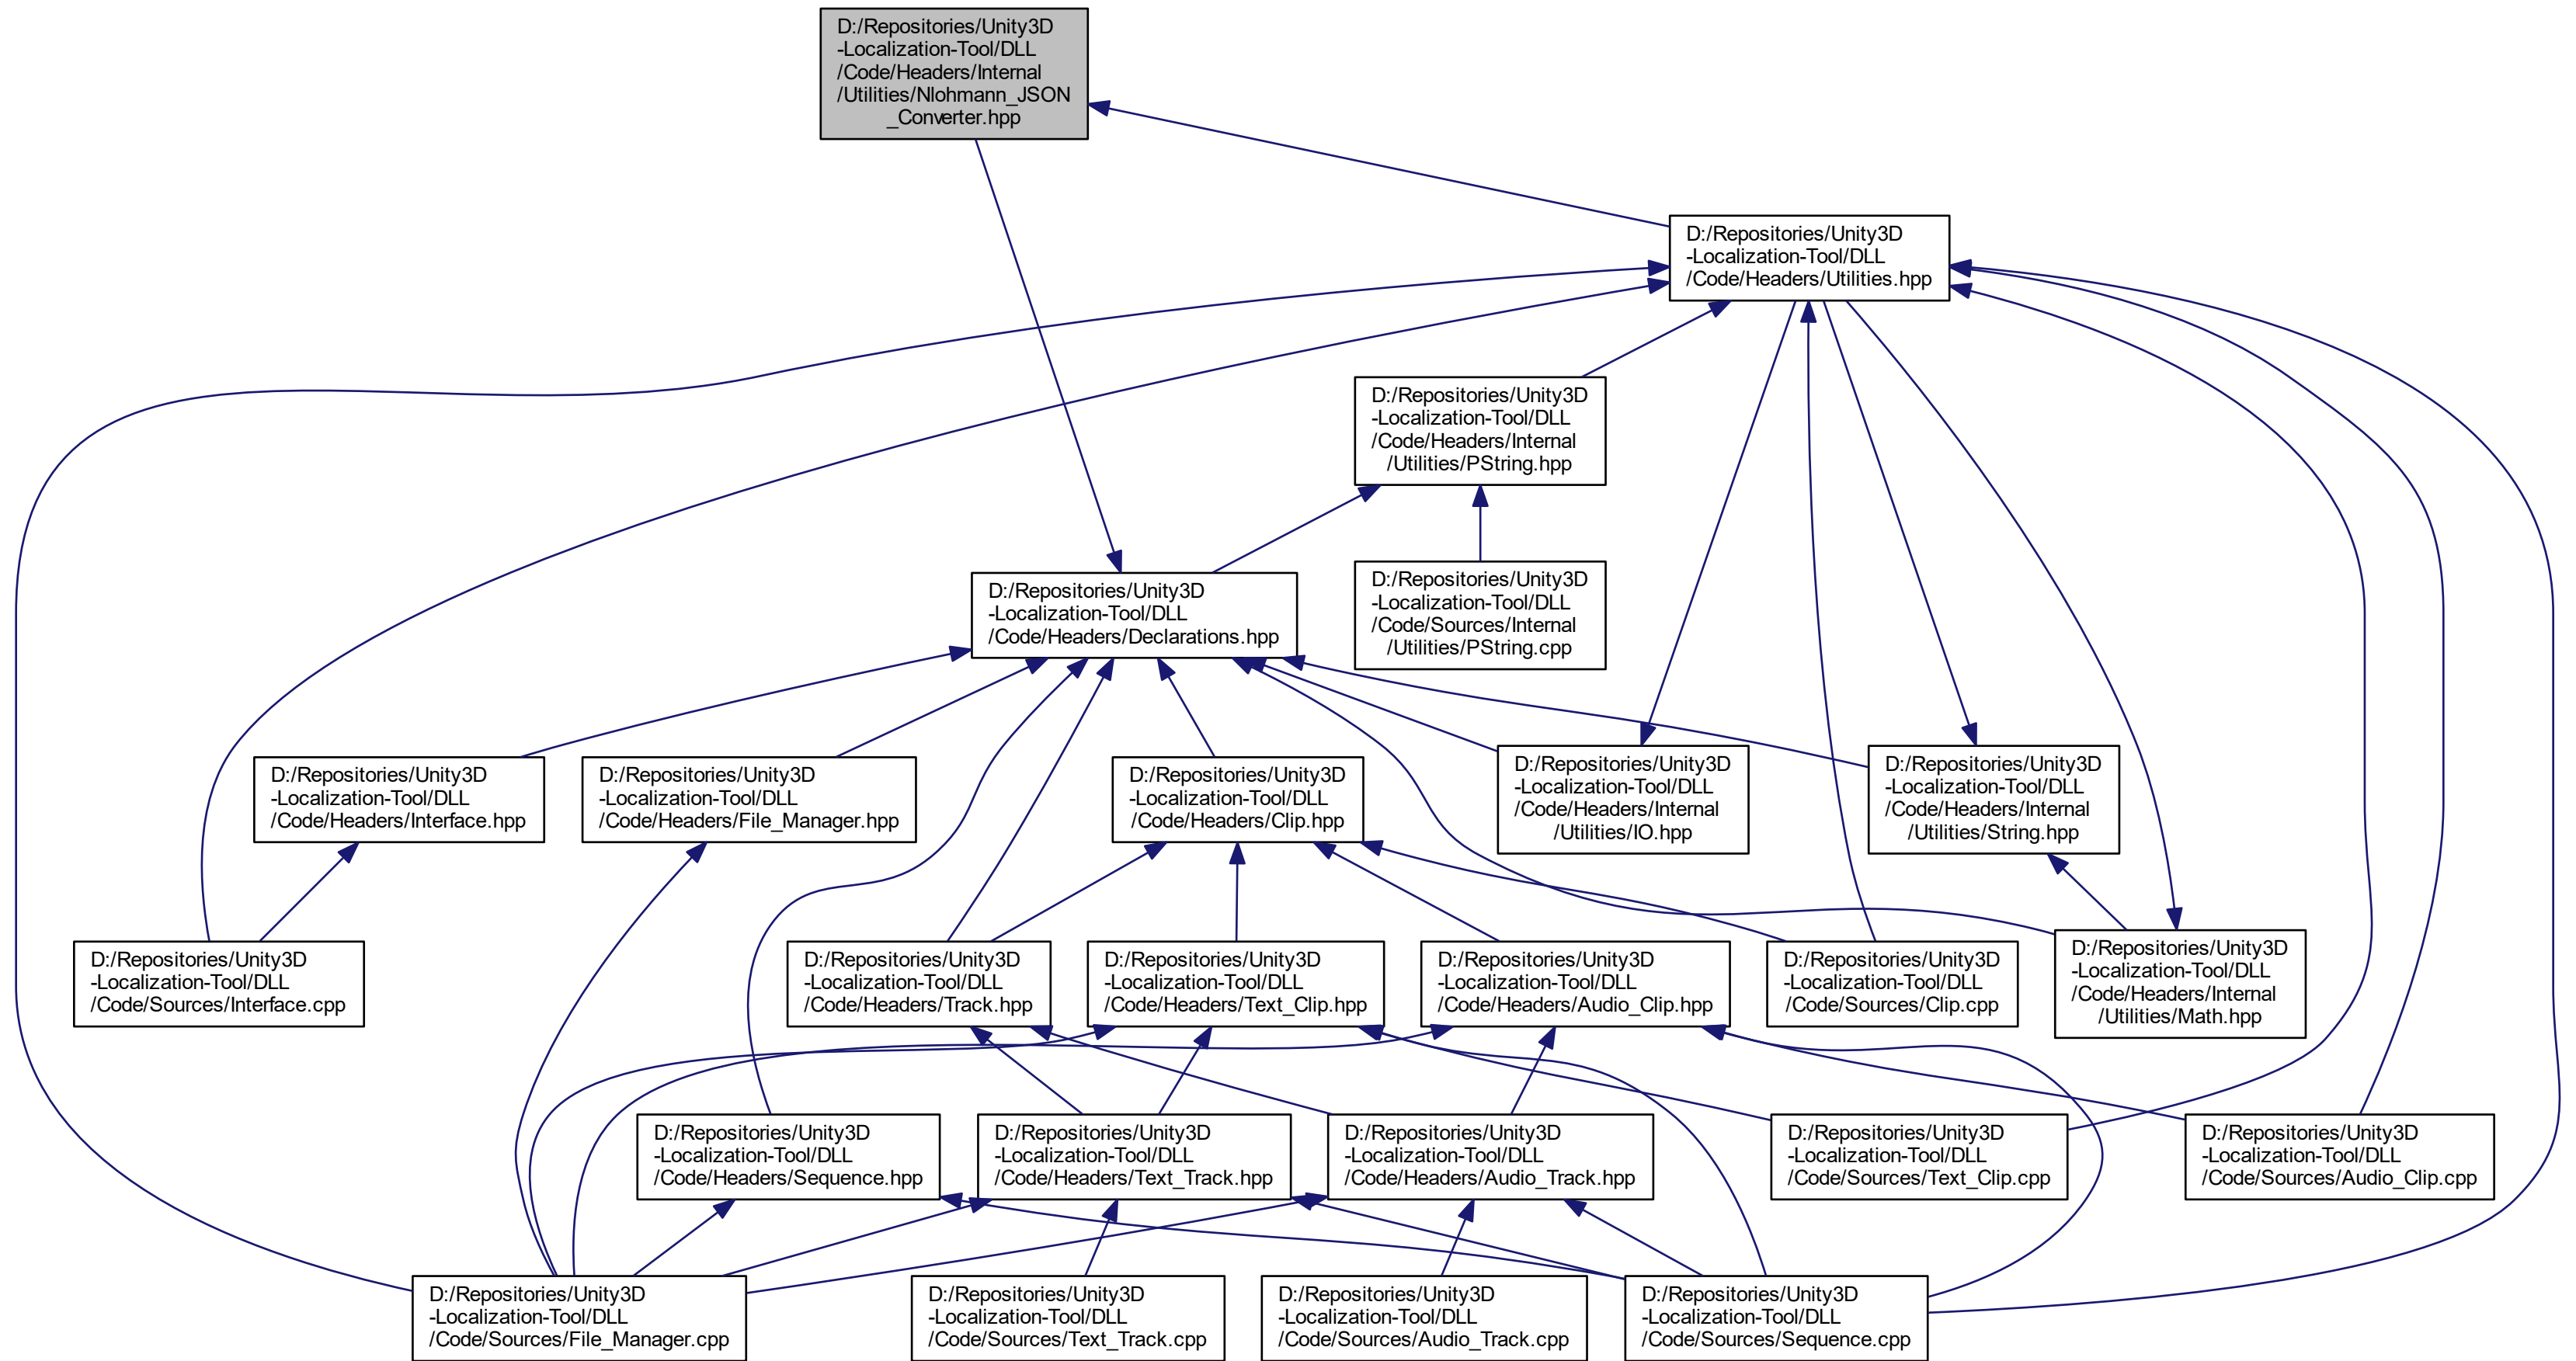 D:/Repositories/Unity3D
-Localization-Tool/DLL
/Code/Headers/Internal
/Utilities/Nlohmann_JSON
_Converter.hpp
D:/Repositories/Unity3D
-Localization-Tool/DLL
/Code/Headers/Utilities.hpp
D:/Repositories/Unity3D
-Localization-Tool/DLL
/Code/Headers/Internal
/Utilities/PString.hpp
D:/Repositories/Unity3D
-Localization-Tool/DLL
/Code/Headers/Declarations.hpp
D:/Repositories/Unity3D
-Localization-Tool/DLL
/Code/Sources/Internal
/Utilities/PString.cpp
D:/Repositories/Unity3D
-Localization-Tool/DLL
/Code/Headers/Interface.hpp
D:/Repositories/Unity3D
-Localization-Tool/DLL
/Code/Headers/File_Manager.hpp
D:/Repositories/Unity3D
-Localization-Tool/DLL
/Code/Headers/Clip.hpp
D:/Repositories/Unity3D
-Localization-Tool/DLL
/Code/Headers/Internal
/Utilities/IO.hpp
D:/Repositories/Unity3D
-Localization-Tool/DLL
/Code/Headers/Internal
/Utilities/String.hpp
D:/Repositories/Unity3D
-Localization-Tool/DLL
/Code/Sources/Interface.cpp
D:/Repositories/Unity3D
-Localization-Tool/DLL
/Code/Headers/Track.hpp
D:/Repositories/Unity3D
-Localization-Tool/DLL
/Code/Headers/Text_Clip.hpp
D:/Repositories/Unity3D
-Localization-Tool/DLL
/Code/Headers/Audio_Clip.hpp
D:/Repositories/Unity3D
-Localization-Tool/DLL
/Code/Sources/Clip.cpp
D:/Repositories/Unity3D
-Localization-Tool/DLL
/Code/Headers/Internal
/Utilities/Math.hpp
D:/Repositories/Unity3D
-Localization-Tool/DLL
/Code/Headers/Sequence.hpp
D:/Repositories/Unity3D
-Localization-Tool/DLL
/Code/Headers/Text_Track.hpp
D:/Repositories/Unity3D
-Localization-Tool/DLL
/Code/Headers/Audio_Track.hpp
D:/Repositories/Unity3D
-Localization-Tool/DLL
/Code/Sources/Text_Clip.cpp
D:/Repositories/Unity3D
-Localization-Tool/DLL
/Code/Sources/Audio_Clip.cpp
D:/Repositories/Unity3D
-Localization-Tool/DLL
/Code/Sources/File_Manager.cpp
D:/Repositories/Unity3D
-Localization-Tool/DLL
/Code/Sources/Text_Track.cpp
D:/Repositories/Unity3D
-Localization-Tool/DLL
/Code/Sources/Audio_Track.cpp
D:/Repositories/Unity3D
-Localization-Tool/DLL
/Code/Sources/Sequence.cpp